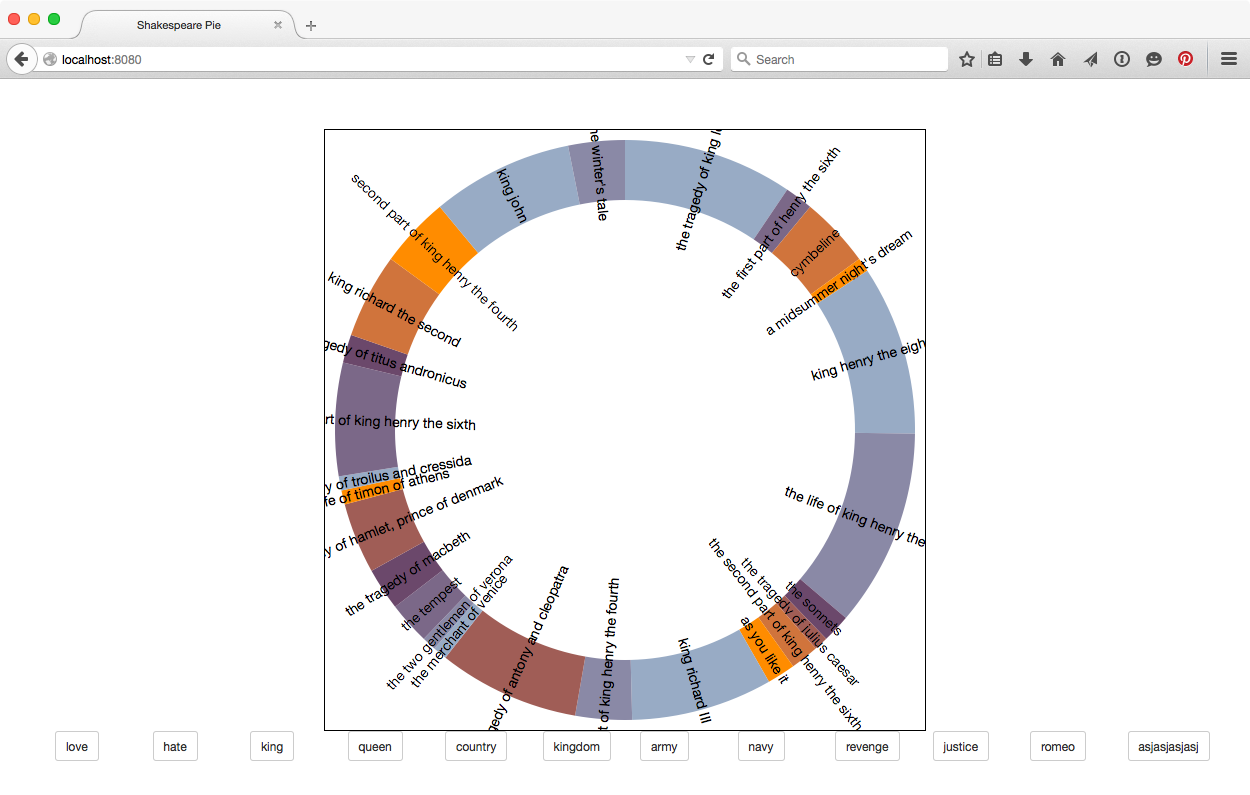 Shakespeare Pie
localhost:8080
Search
the winter's tale
the tragedy of king
the first part of henry the sixth
cymbeline
a midsummer night's dream
king henry the eigh
the life of king henry the
the sonnets
the tragedy of julius caesar
the second part of king henry the sixth
as you like it
king richard III
of king henry the fourth
tragedy of antony and cleopatra
the merchant of venice
the two gentlemen of verona
the tempest
the tragedy of macbeth
of hamlet, prince of denmark
of timon of athens
of troilus and cressida
of king henry the sixth
of titus andronicus
king richard the second
second part of king henry the fourth
king john
love
hate
king
queen
country
kingdom
army
navy
revenge
justice
romeo
asjasjasjasj